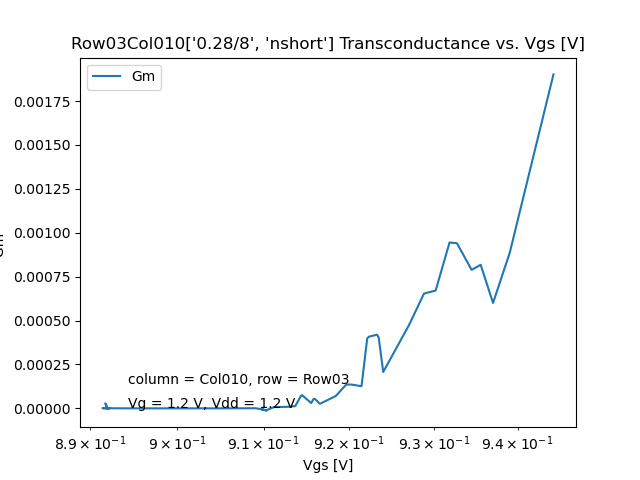 Row03Col010['0.28/8', 'nshort'] Transconductance vs. Vgs [V]
Gm
0.00175
0.00150
0.00125
0.00100
0.00075
0.00050
0.00025
0.00000
column = Col010, row = Row03
Vg = 1.2 V, Vdd = 1.2 V
8.9 × 10⁻¹ 9 × 10⁻¹ 9.1 × 10⁻¹ 9.2 × 10⁻¹ 9.3 × 10⁻¹ 9.4 × 10⁻¹
Vgs [V]